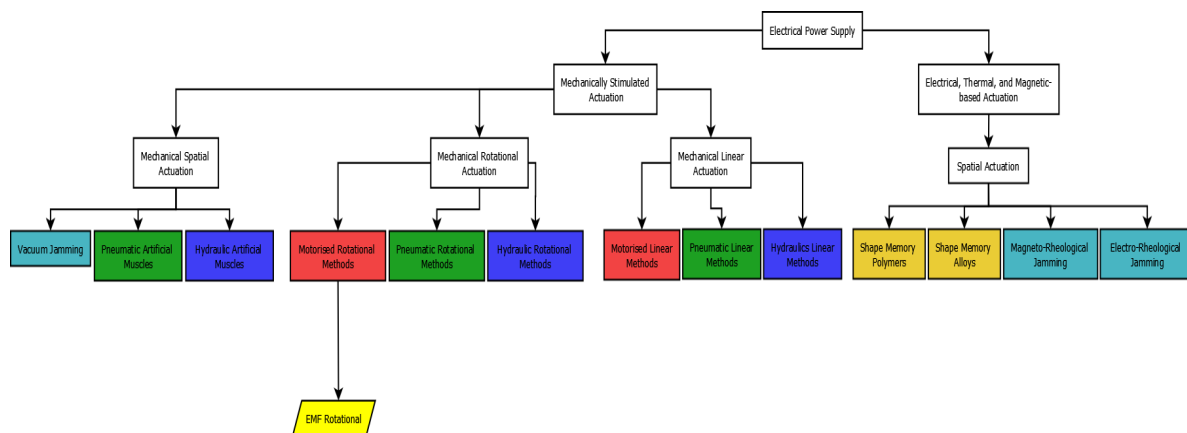 Electrical Power Supply
Mechanically Stimulated
Actuation
Electrical, Thermal, and Magnetic-
based Actuation
Mechanical Spatial
Actuation
Mechanical Rotational
Actuation
Mechanical Linear
Actuation
Spatial Actuation
Vacuum Jamming
Pneumatic Artificial
Muscles
Hydraulic Artificial
Muscles
Motorised Rotational
Methods
Pneumatic Rotational
Methods
Hydraulic Rotational
Methods
Motorised Linear
Methods
Pneumatic Linear
Methods
Hydraulics Linear
Methods
Shape Memory
Polymers
Shape Memory
Alloys
Magneto-Rheological
Jamming
Electro-Rheological
Jamming
EMF Rotational